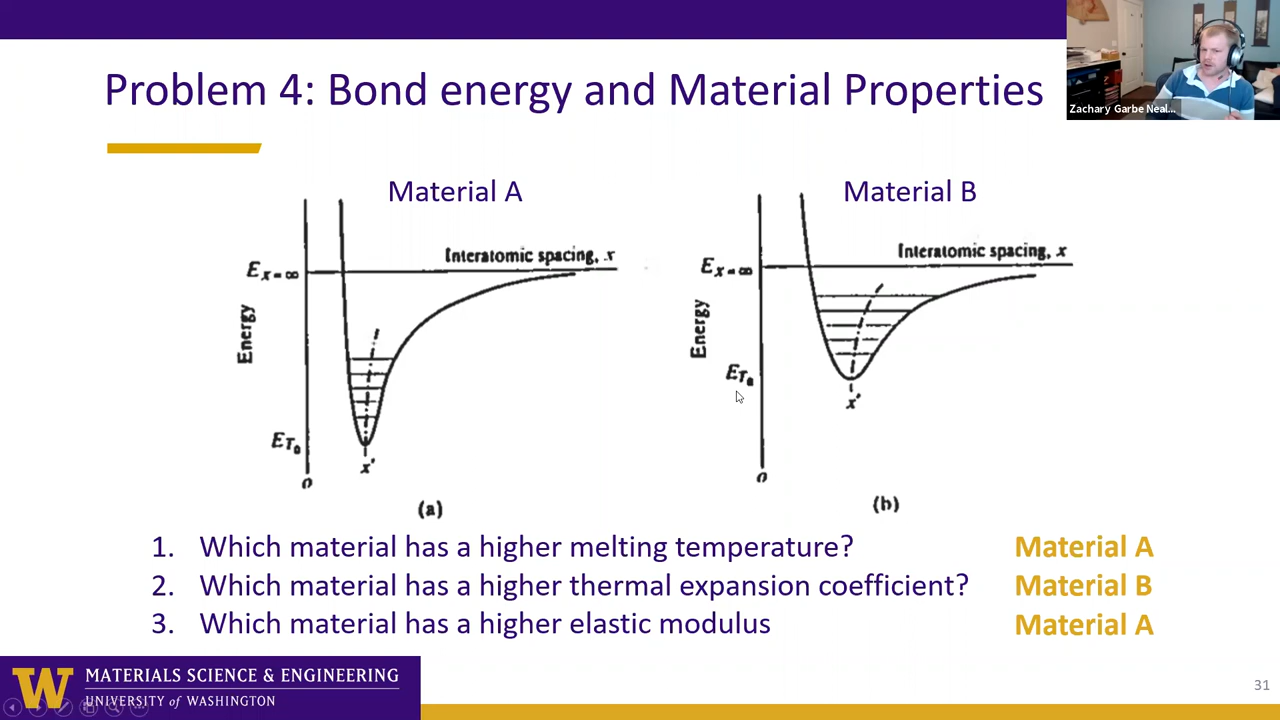 Zachary Garbe Neal...
Problem 4: Bond energy and Material Properties
Material A
Interatomic spacing, x
Ex = ∞
Energy
ET0
x'
0
(a)
Material B
Interatomic spacing, x
Ex = ∞
Energy
ET0
x'
0
(b)
1. Which material has a higher melting temperature? Material A
2. Which material has a higher thermal expansion coefficient? Material B
3. Which material has a higher elastic modulus Material A
W MATERIALS SCIENCE & ENGINEERING
UNIVERSITY of WASHINGTON
31